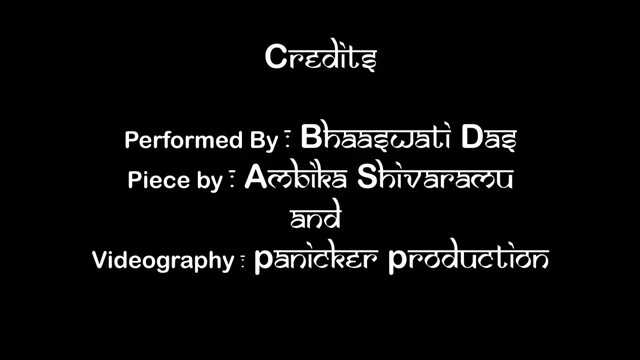 Credits
Performed By : Bhaaswati Das
Piece by : Ambika Shivaramu
and
Videography : panicker production